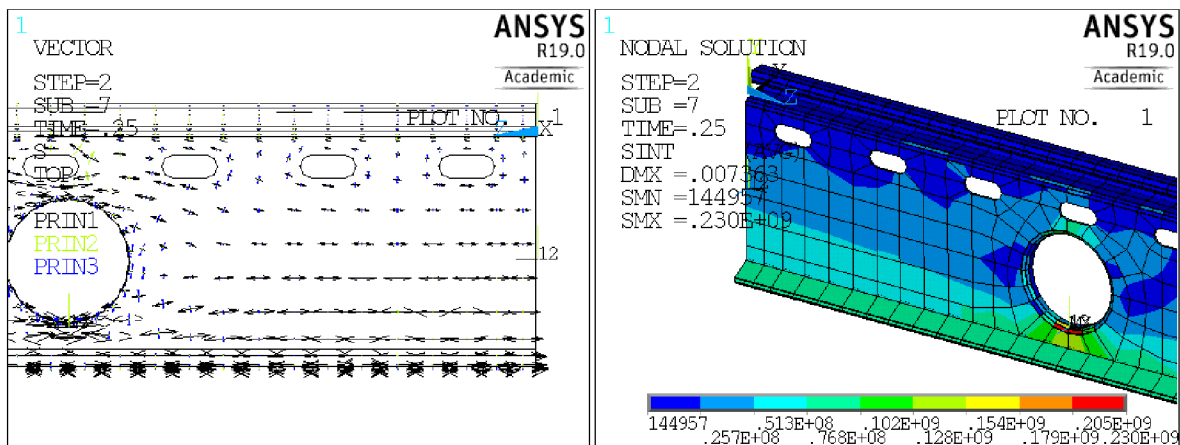 1
ANSYS
R19.0
Academic
VECTOR
STEP=2
SUB =7
TIME=.25
S
TOP
PRIN1
PRIN2
PRIN3
PLOT NO. 1
X
12
1
ANSYS
R19.0
Academic
NODAL SOLUTION
STEP=2
SUB =7
TIME=.25
SINT
DMX =.007363
SMN =144957
SMX =.230E+09
Y
Z
PLOT NO. 1
MX
144957 .513E+08 .102E+09 .154E+09 .205E+09
.257E+08 .768E+08 .128E+09 .179E+09 .230E+09